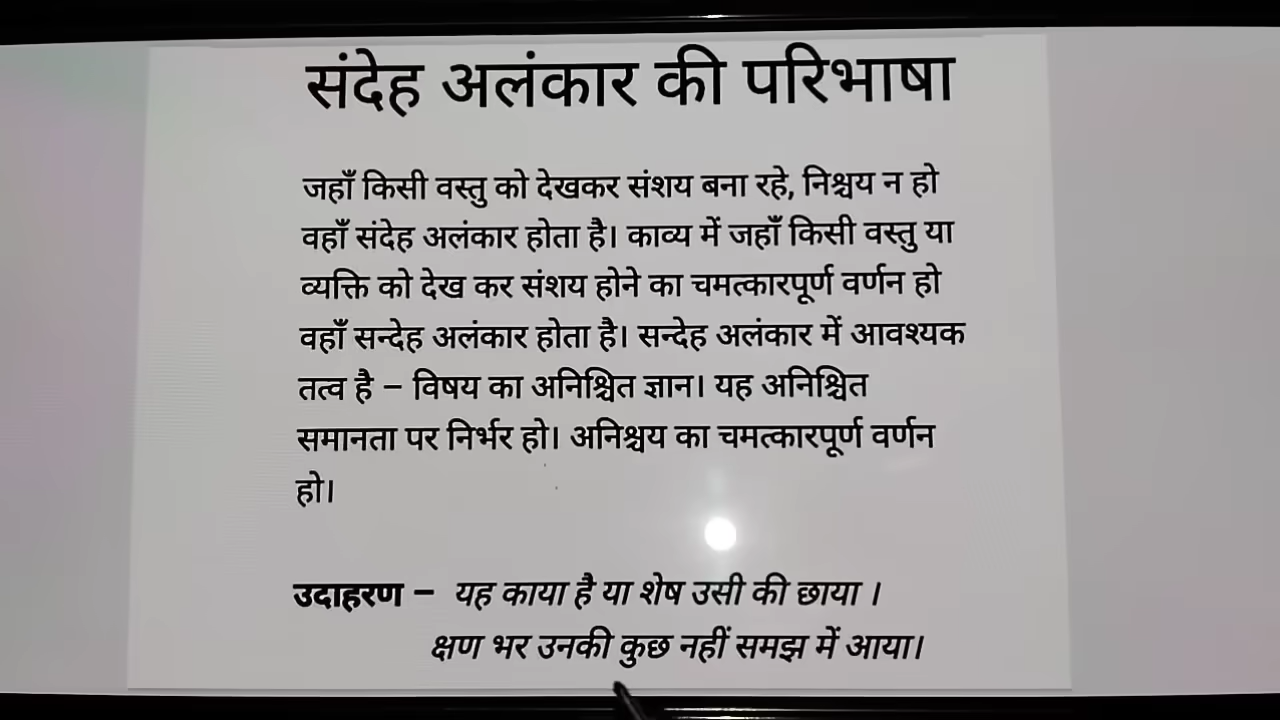 संदेह अलंकार की परिभाषा
जहाँ किसी वस्तु को देखकर संशय बना रहे, निश्चय न हो
वहाँ संदेह अलंकार होता है। काव्य में जहाँ किसी वस्तु या
व्यक्ति को देख कर संशय होने का चमत्कारपूर्ण वर्णन हो
वहाँ सन्देह अलंकार होता है। सन्देह अलंकार में आवश्यक
तत्व है – विषय का अनिश्चित ज्ञान। यह अनिश्चित
समानता पर निर्भर हो। अनिश्चय का चमत्कारपूर्ण वर्णन
हो।
उदाहरण – यह काया है या शेष उसी की छाया ।
क्षण भर उनकी कुछ नहीं समझ में आया।